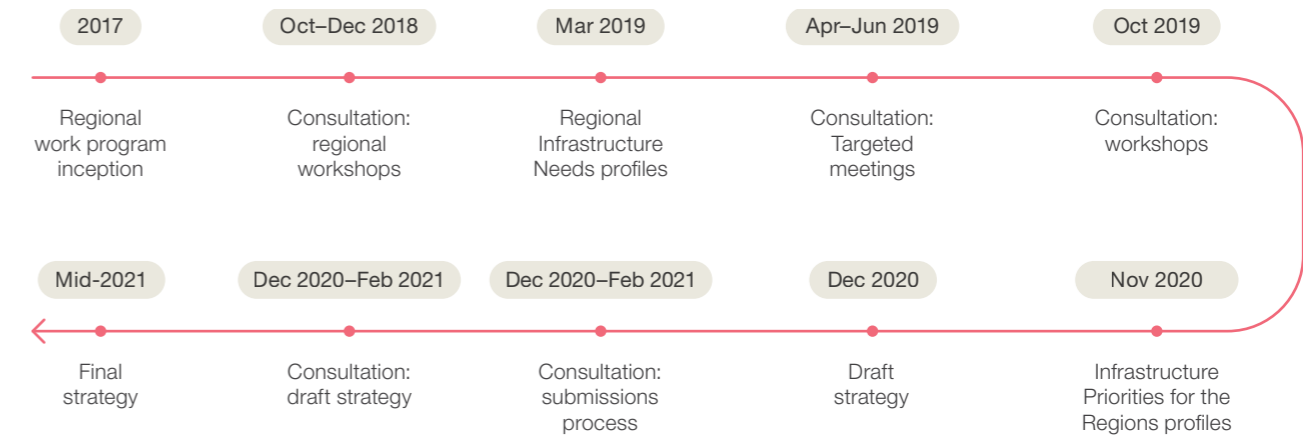 2017
Regional
work program
inception
Oct–Dec 2018
Consultation:
regional
workshops
Mar 2019
Regional
Infrastructure
Needs profiles
Apr–Jun 2019
Consultation:
Targeted
meetings
Oct 2019
Consultation:
workshops
Nov 2020
Infrastructure
Priorities for the
Regions profiles
Dec 2020
Draft
strategy
Dec 2020–Feb 2021
Consultation:
submissions
process
Dec 2020–Feb 2021
Consultation:
draft strategy
Mid-2021
Final
strategy